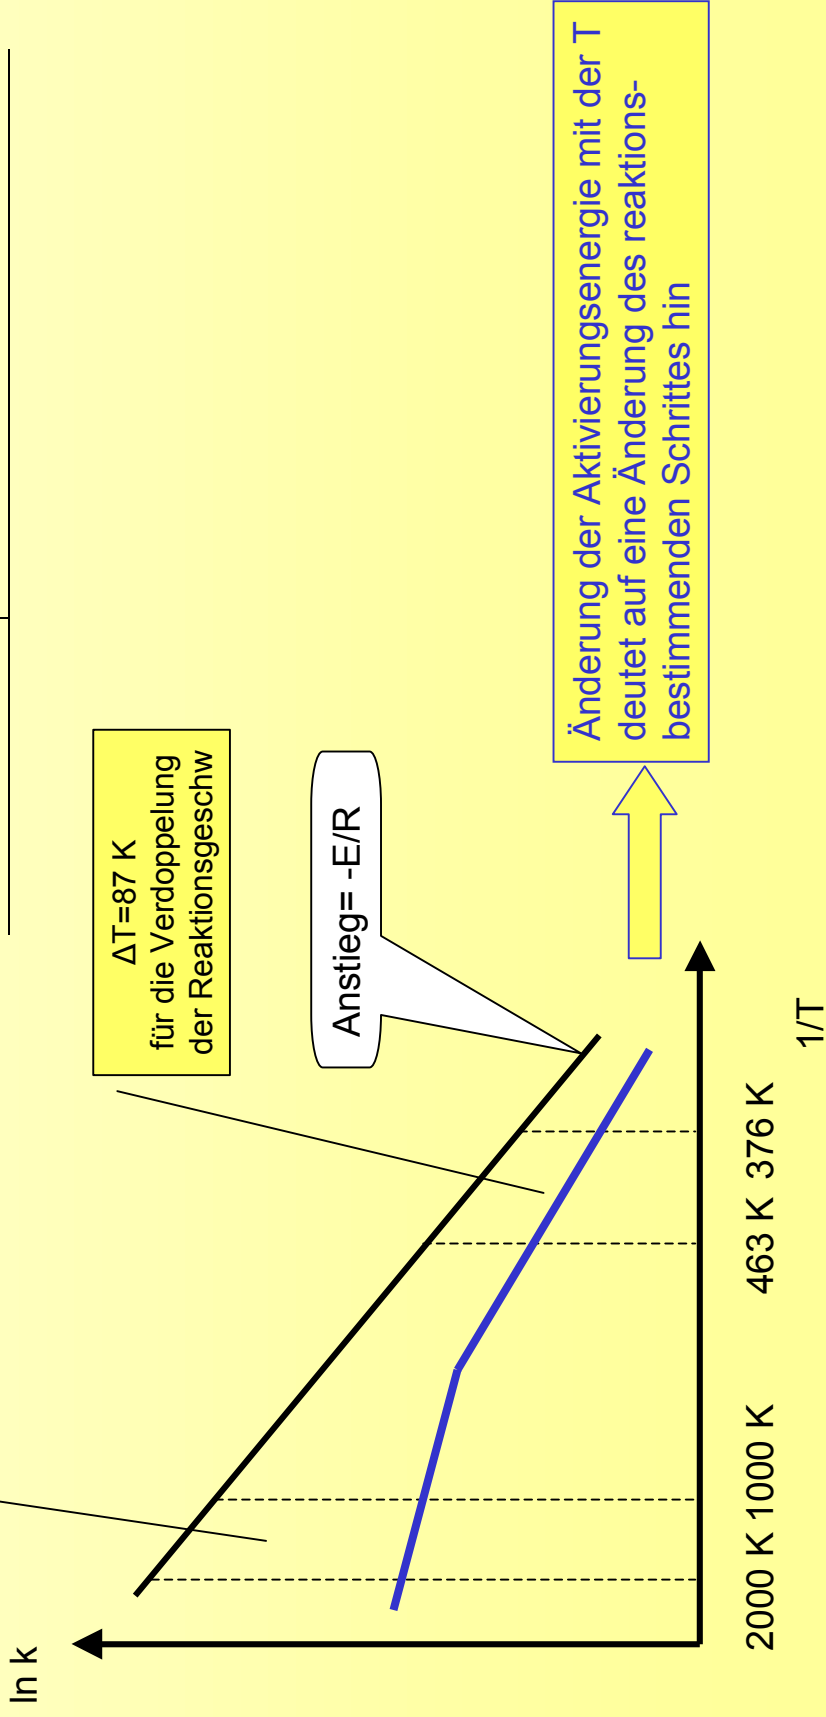 ln k
ΔT=87 K
für die Verdoppelung
der Reaktionsgeschw
Anstieg= -E/R
Änderung der Aktivierungsenergie mit der T
deutet auf eine Änderung des reaktions-
bestimmenden Schrittes hin
2000 K 1000 K 463 K 376 K
1/T